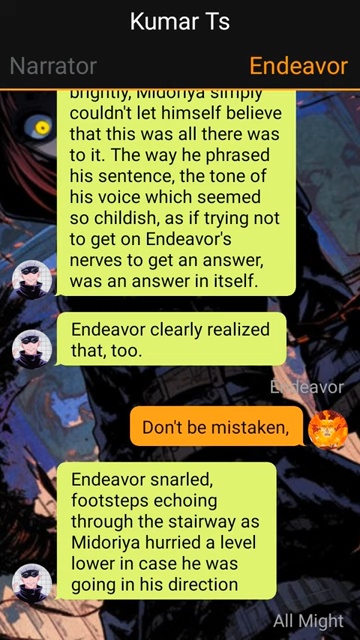 Kumar Ts
Narrator
Endeavor
brightly, Midoriya simply
couldn't let himself believe
that this was all there was
to it. The way he phrased
his sentence, the tone of
his voice which seemed
so childish, as if trying not
to get on Endeavor's
nerves to get an answer,
was an answer in itself.
Endeavor clearly realized
that, too.
Endeavor
Don't be mistaken,
Endeavor snarled,
footsteps echoing
through the stairway as
Midoriya hurried a level
lower in case he was
going in his direction
All Might